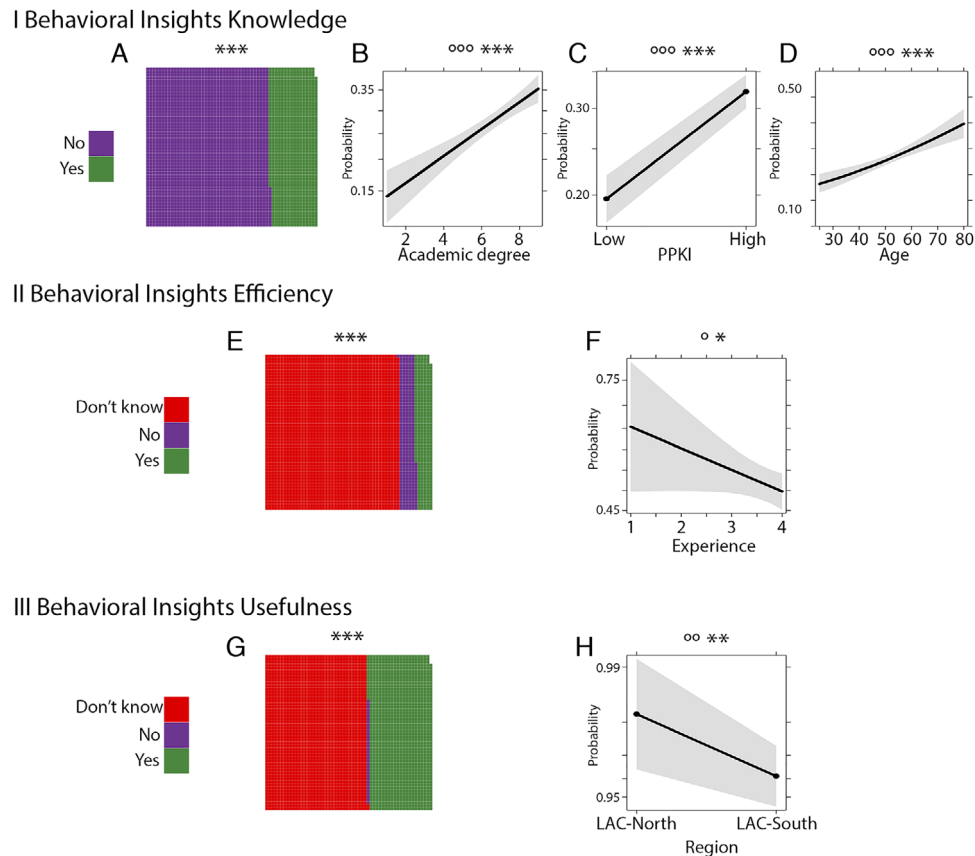 I Behavioral Insights Knowledge
A *** B °°° *** C °°° *** D °°° ***
No
Yes
Probability
0.35
0.15
2 4 6 8
Academic degree
Probability
0.30
0.20
Low High
PPKI
Probability
0.50
0.10
30 40 50 60 70 80
Age
II Behavioral Insights Efficiency
E *** F ° *
Don't know
No
Yes
Probability
0.75
0.45
1 2 3 4
Experience
III Behavioral Insights Usefulness
G *** H °° **
Don't know
No
Yes
Probability
0.99
0.95
LAC-North LAC-South
Region